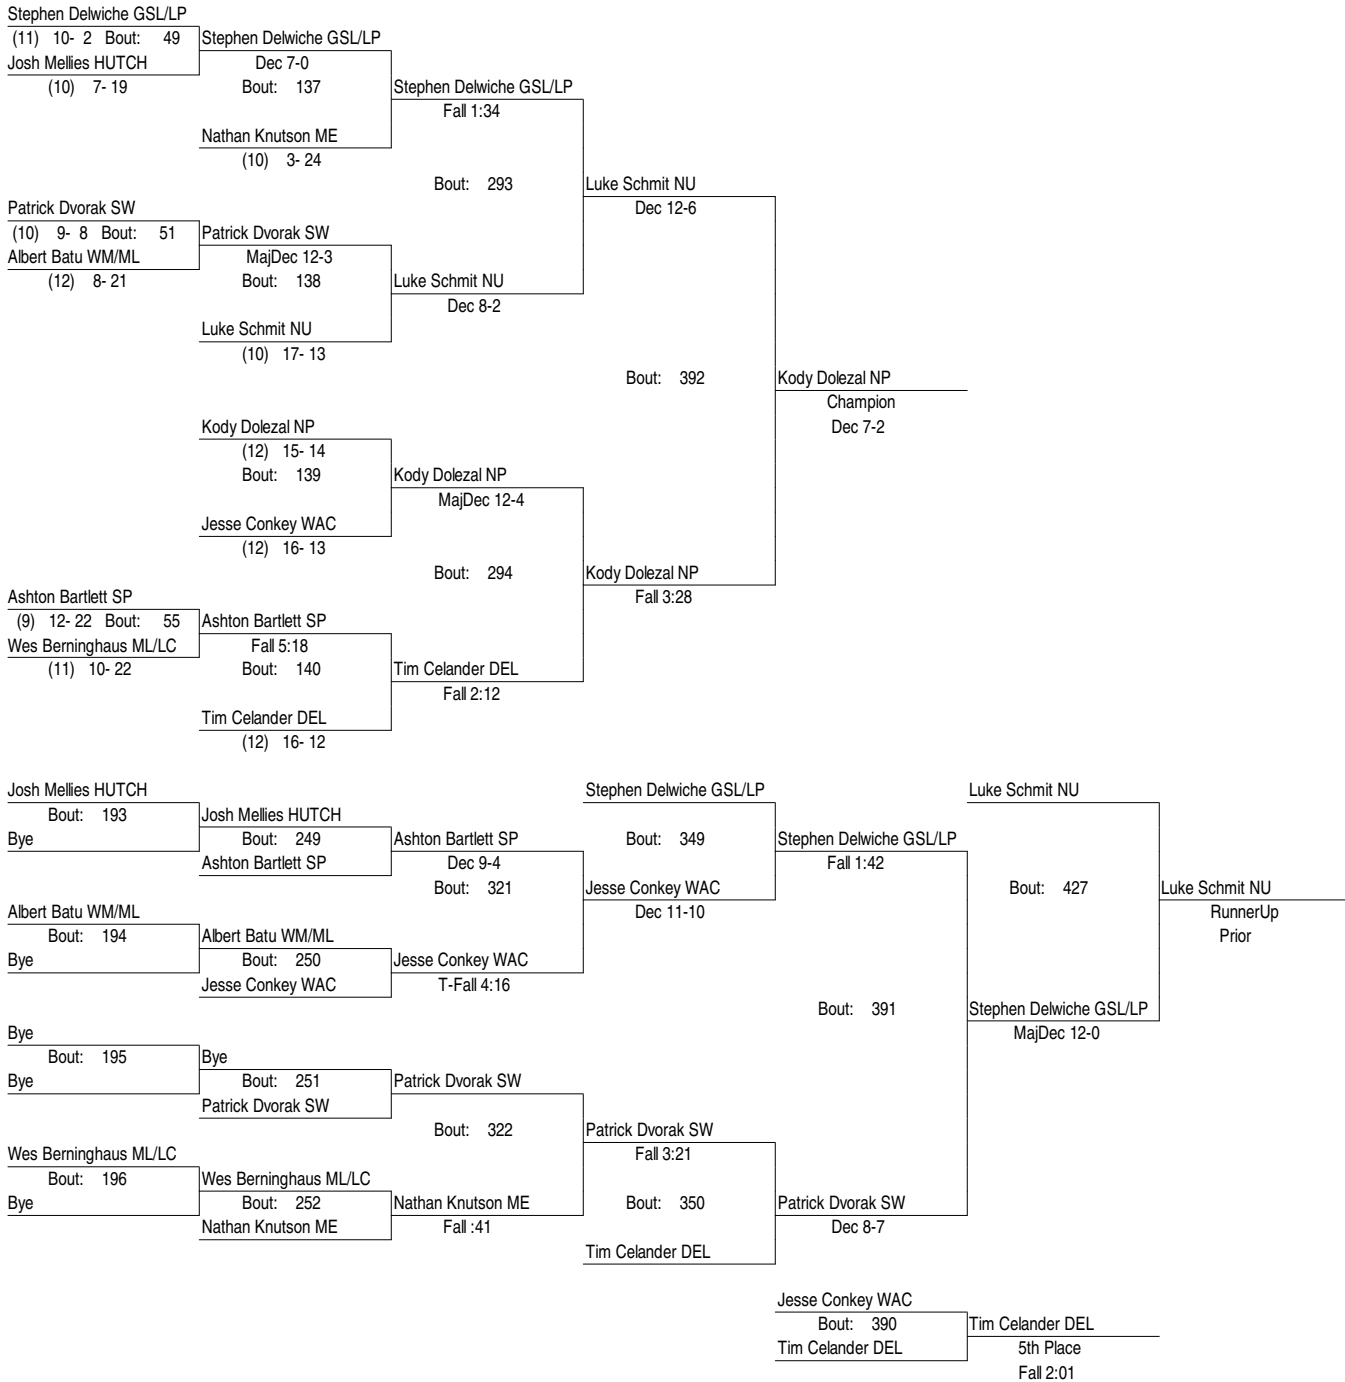 Stephen Delwiche GSL/LP
(11) 10- 2 Bout: 49
Stephen Delwiche GSL/LP
Josh Mellies HUTCH
Dec 7-0
(10) 7- 19
Bout: 137
Stephen Delwiche GSL/LP
Fall 1:34
Nathan Knutson ME
(10) 3- 24
Bout: 293
Luke Schmit NU
Dec 12-6
Patrick Dvorak SW
(10) 9- 8 Bout: 51
Patrick Dvorak SW
Albert Batu WM/ML
MajDec 12-3
(12) 8- 21
Bout: 138
Luke Schmit NU
Dec 8-2
Luke Schmit NU
(10) 17- 13
Bout: 392
Kody Dolezal NP
Champion
Dec 7-2
Kody Dolezal NP
(12) 15- 14
Bout: 139
Kody Dolezal NP
MajDec 12-4
Jesse Conkey WAC
(12) 16- 13
Bout: 294
Kody Dolezal NP
Fall 3:28
Ashton Bartlett SP
(9) 12- 22 Bout: 55
Ashton Bartlett SP
Wes Berninghaus ML/LC
Fall 5:18
(11) 10- 22
Bout: 140
Tim Celander DEL
Fall 2:12
Tim Celander DEL
(12) 16- 12
Josh Mellies HUTCH
Bout: 193
Bye
Josh Mellies HUTCH
Bout: 249
Ashton Bartlett SP
Ashton Bartlett SP
Dec 9-4
Bout: 321
Albert Batu WM/ML
Bout: 194
Bye
Albert Batu WM/ML
Bout: 250
Jesse Conkey WAC
Jesse Conkey WAC
T-Fall 4:16
Stephen Delwiche GSL/LP
Bout: 349
Jesse Conkey WAC
Dec 11-10
Stephen Delwiche GSL/LP
Fall 1:42
Luke Schmit NU
Bout: 427
Luke Schmit NU
RunnerUp
Prior
Bout: 391
Stephen Delwiche GSL/LP
MajDec 12-0
Bye
Bout: 195
Bye
Bye
Bout: 251
Patrick Dvorak SW
Patrick Dvorak SW
Bout: 322
Patrick Dvorak SW
Fall 3:21
Wes Berninghaus ML/LC
Bout: 196
Bye
Wes Berninghaus ML/LC
Bout: 252
Nathan Knutson ME
Nathan Knutson ME
Fall :41
Bout: 350
Patrick Dvorak SW
Dec 8-7
Tim Celander DEL
Jesse Conkey WAC
Bout: 390
Tim Celander DEL
Tim Celander DEL
5th Place
Fall 2:01